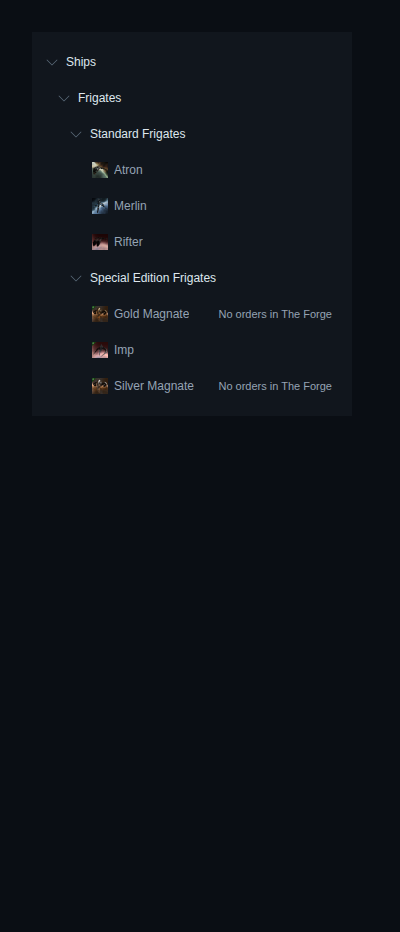 Ships
Frigates
Standard Frigates
Atron
Merlin
Rifter
Special Edition Frigates
Gold Magnate No orders in The Forge
Imp
Silver Magnate No orders in The Forge